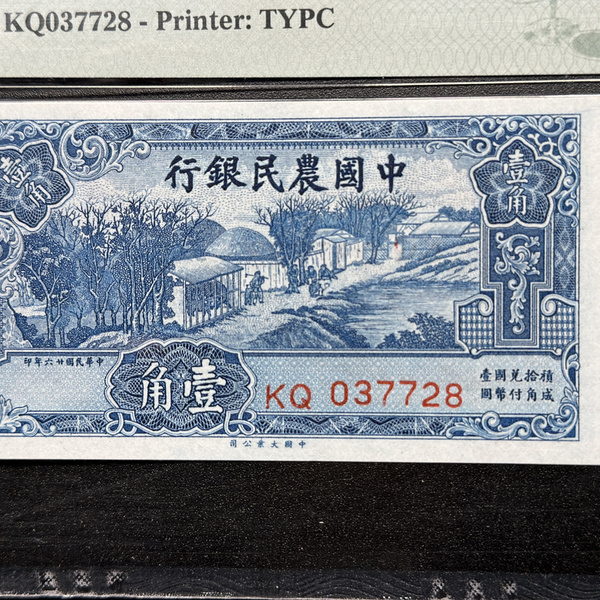 KQ037728 - Printer: TYPC
行銀民農國中
壹角
壹角
印年六廿國民華中
角壹
KQ 037728
壹國兌拾積
圓幣付角成
司公業大國中